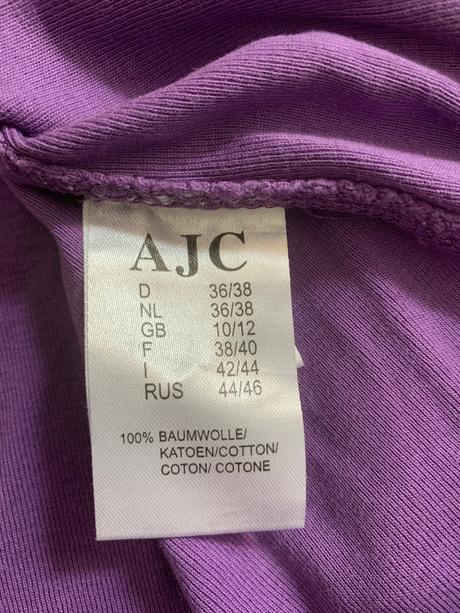 AJC
D 36/38
NL 36/38
GB 10/12
F 38/40
I 42/44
RUS 44/46
100% BAUMWOLLE/
KATOEN/COTTON/
COTON/ COTONE